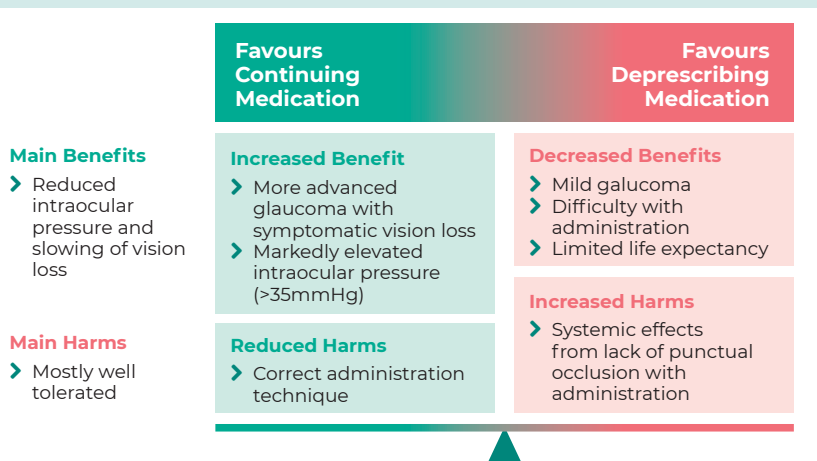 Favours
Continuing
Medication
Favours
Deprescribing
Medication
Main Benefits
Reduced
intraocular
pressure and
slowing of vision
loss
Increased Benefit
More advanced
glaucoma with
symptomatic vision loss
Markedly elevated
intraocular pressure
(>35mmHg)
Decreased Benefits
Mild galucoma
Difficulty with
administration
Limited life expectancy
Main Harms
Mostly well
tolerated
Reduced Harms
Correct administration
technique
Increased Harms
Systemic effects
from lack of punctual
occlusion with
administration